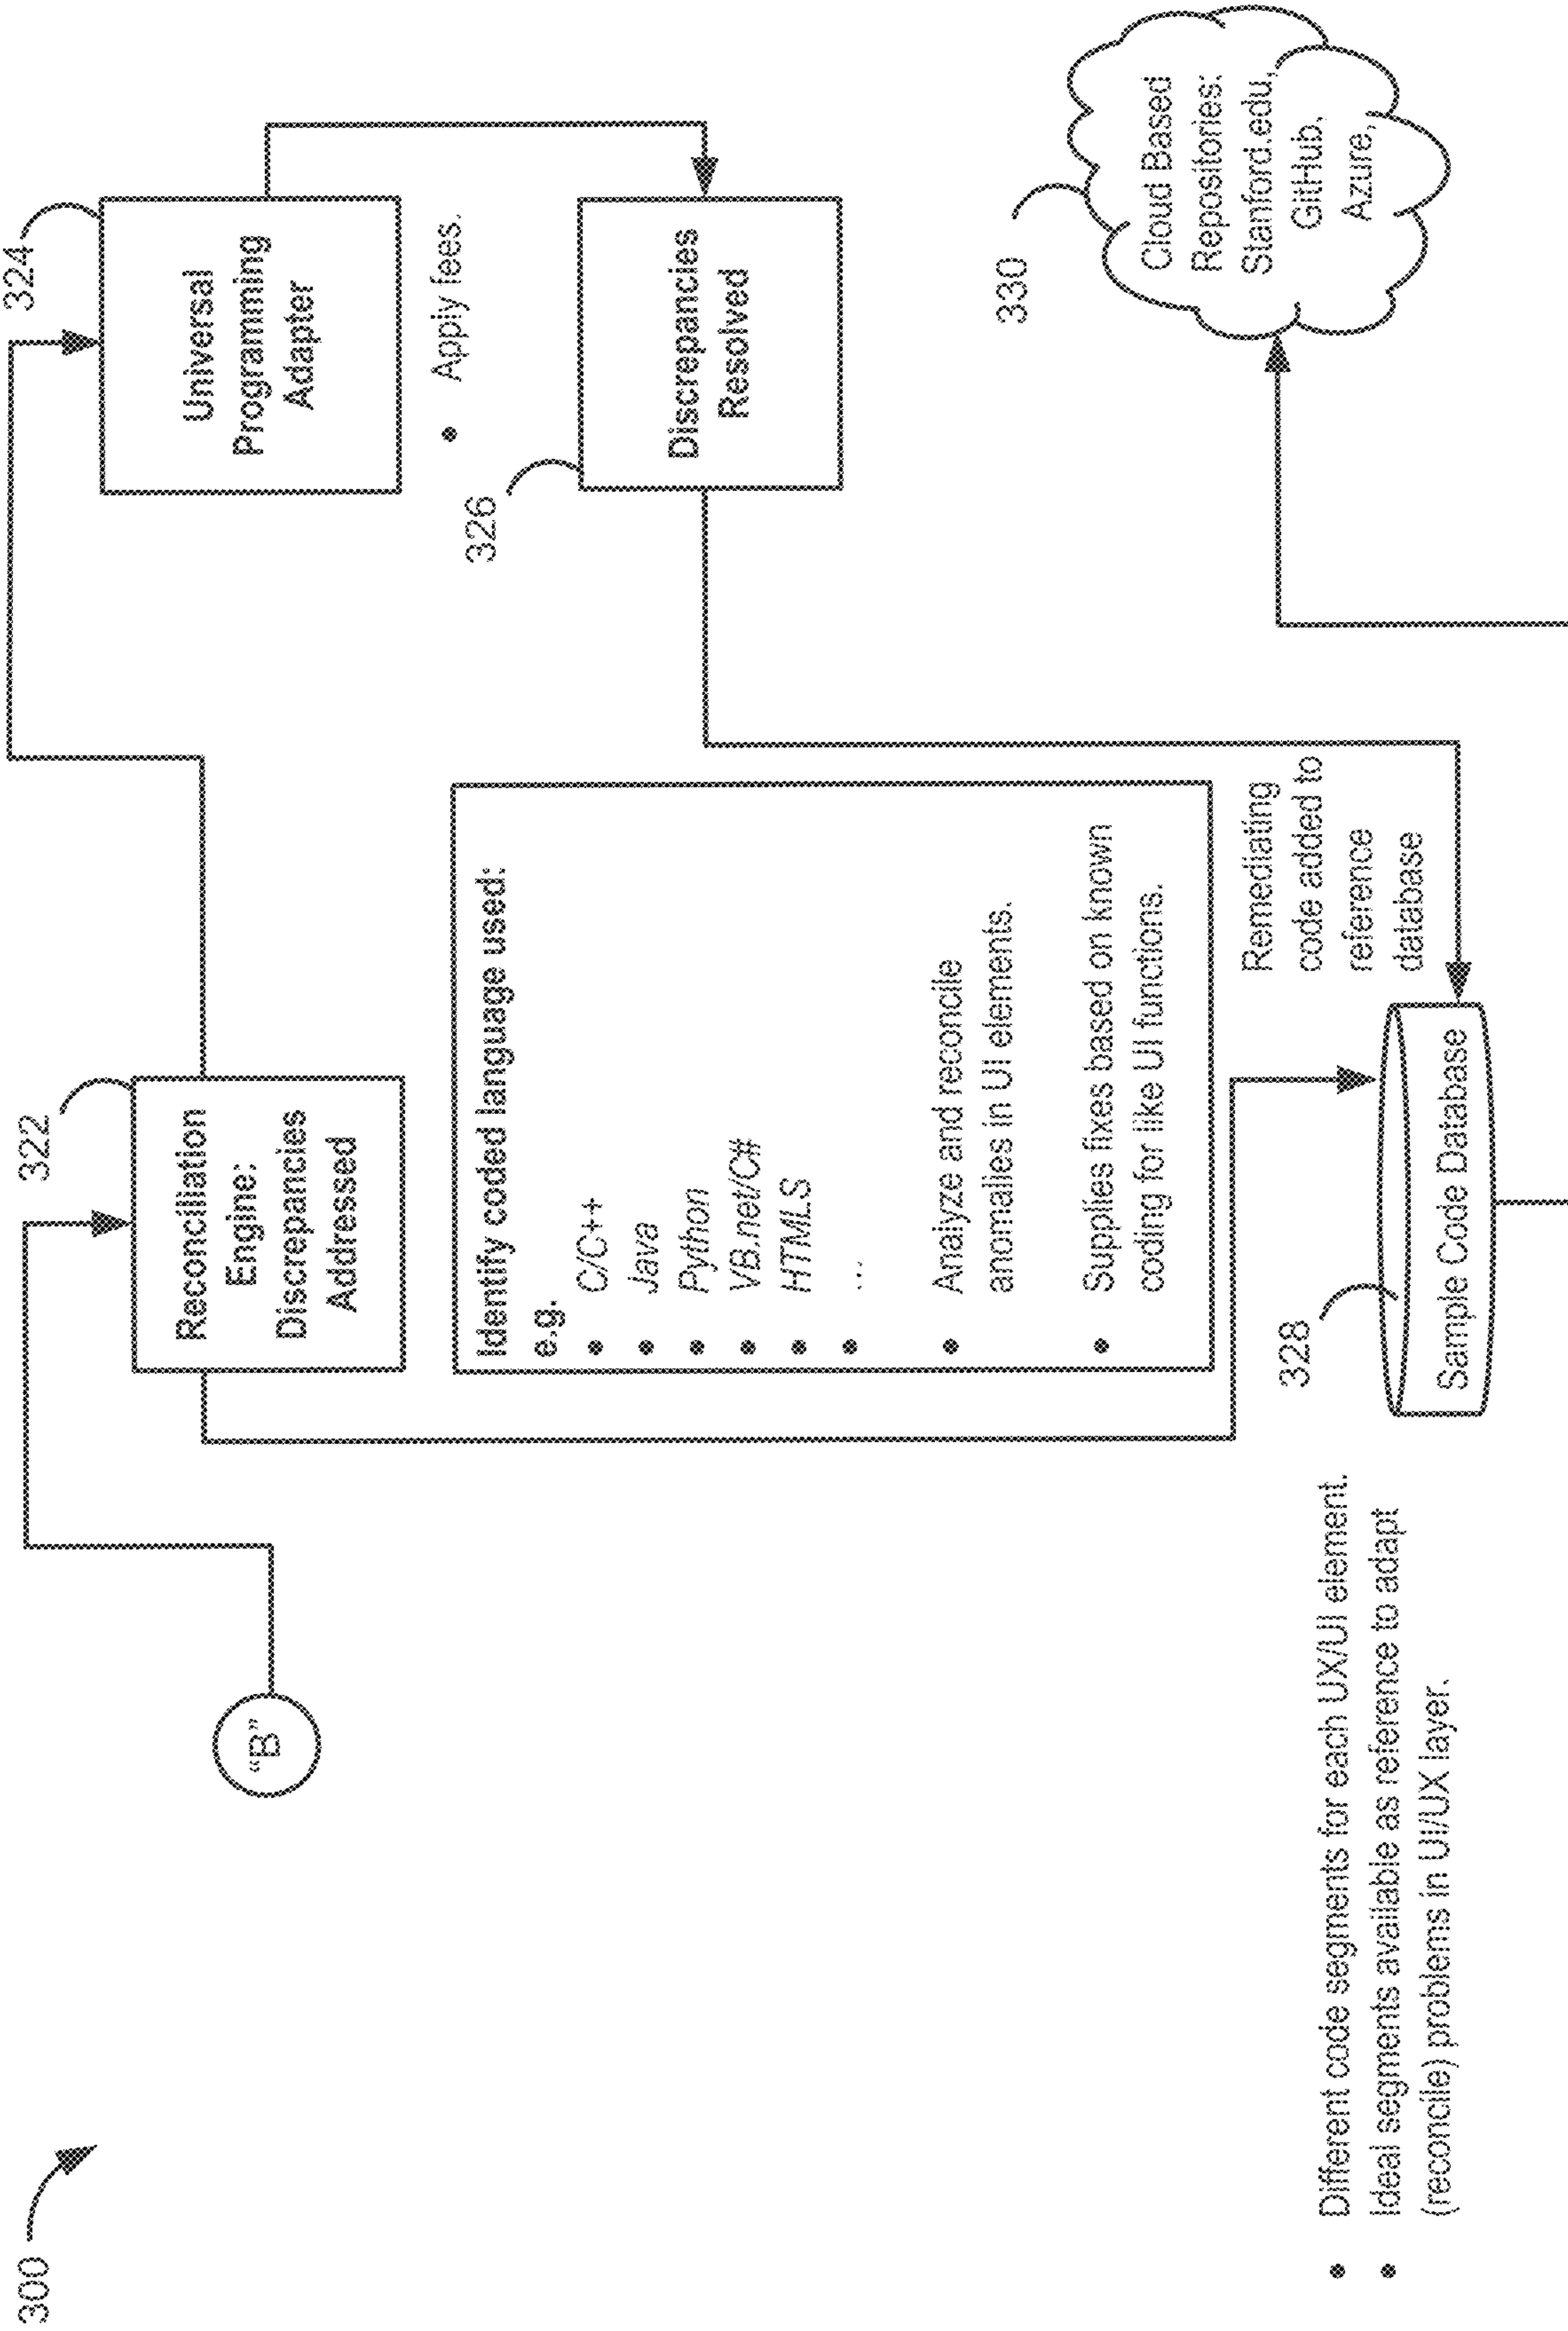 300
"B"
322
Reconciliation
Engine:
Discrepancies
Addressed
324
Universal
Programming
Adapter
• Apply fees.
326
Discrepancies
Resolved
Identify coded language used:
e.g.
• C/C++
• Java
• Python
• VB.net/C#
• HTMLS
• ...
• Analyze and reconcile
anomalies in UI elements.
• Supplies fixes based on known
coding for like UI functions.
330
Cloud Based
Repositories:
Stanford.edu,
GitHub,
Azure,
Remediating
code added to
reference
database
328
Sample Code Database
• Different code segments for each UX/UI element.
• Ideal segments available as reference to adapt
(reconcile) problems in UI/UX layer.